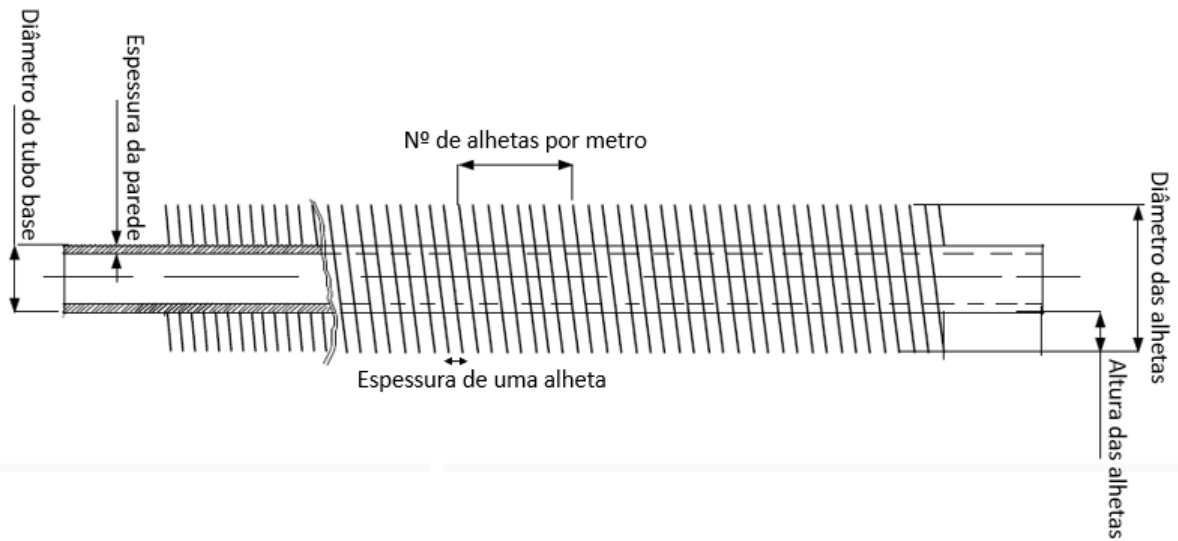 Diâmetro do tubo base
Espessura da parede
Nº de alhetas por metro
Diâmetro das alhetas
Espessura de uma alheta
Altura das alhetas